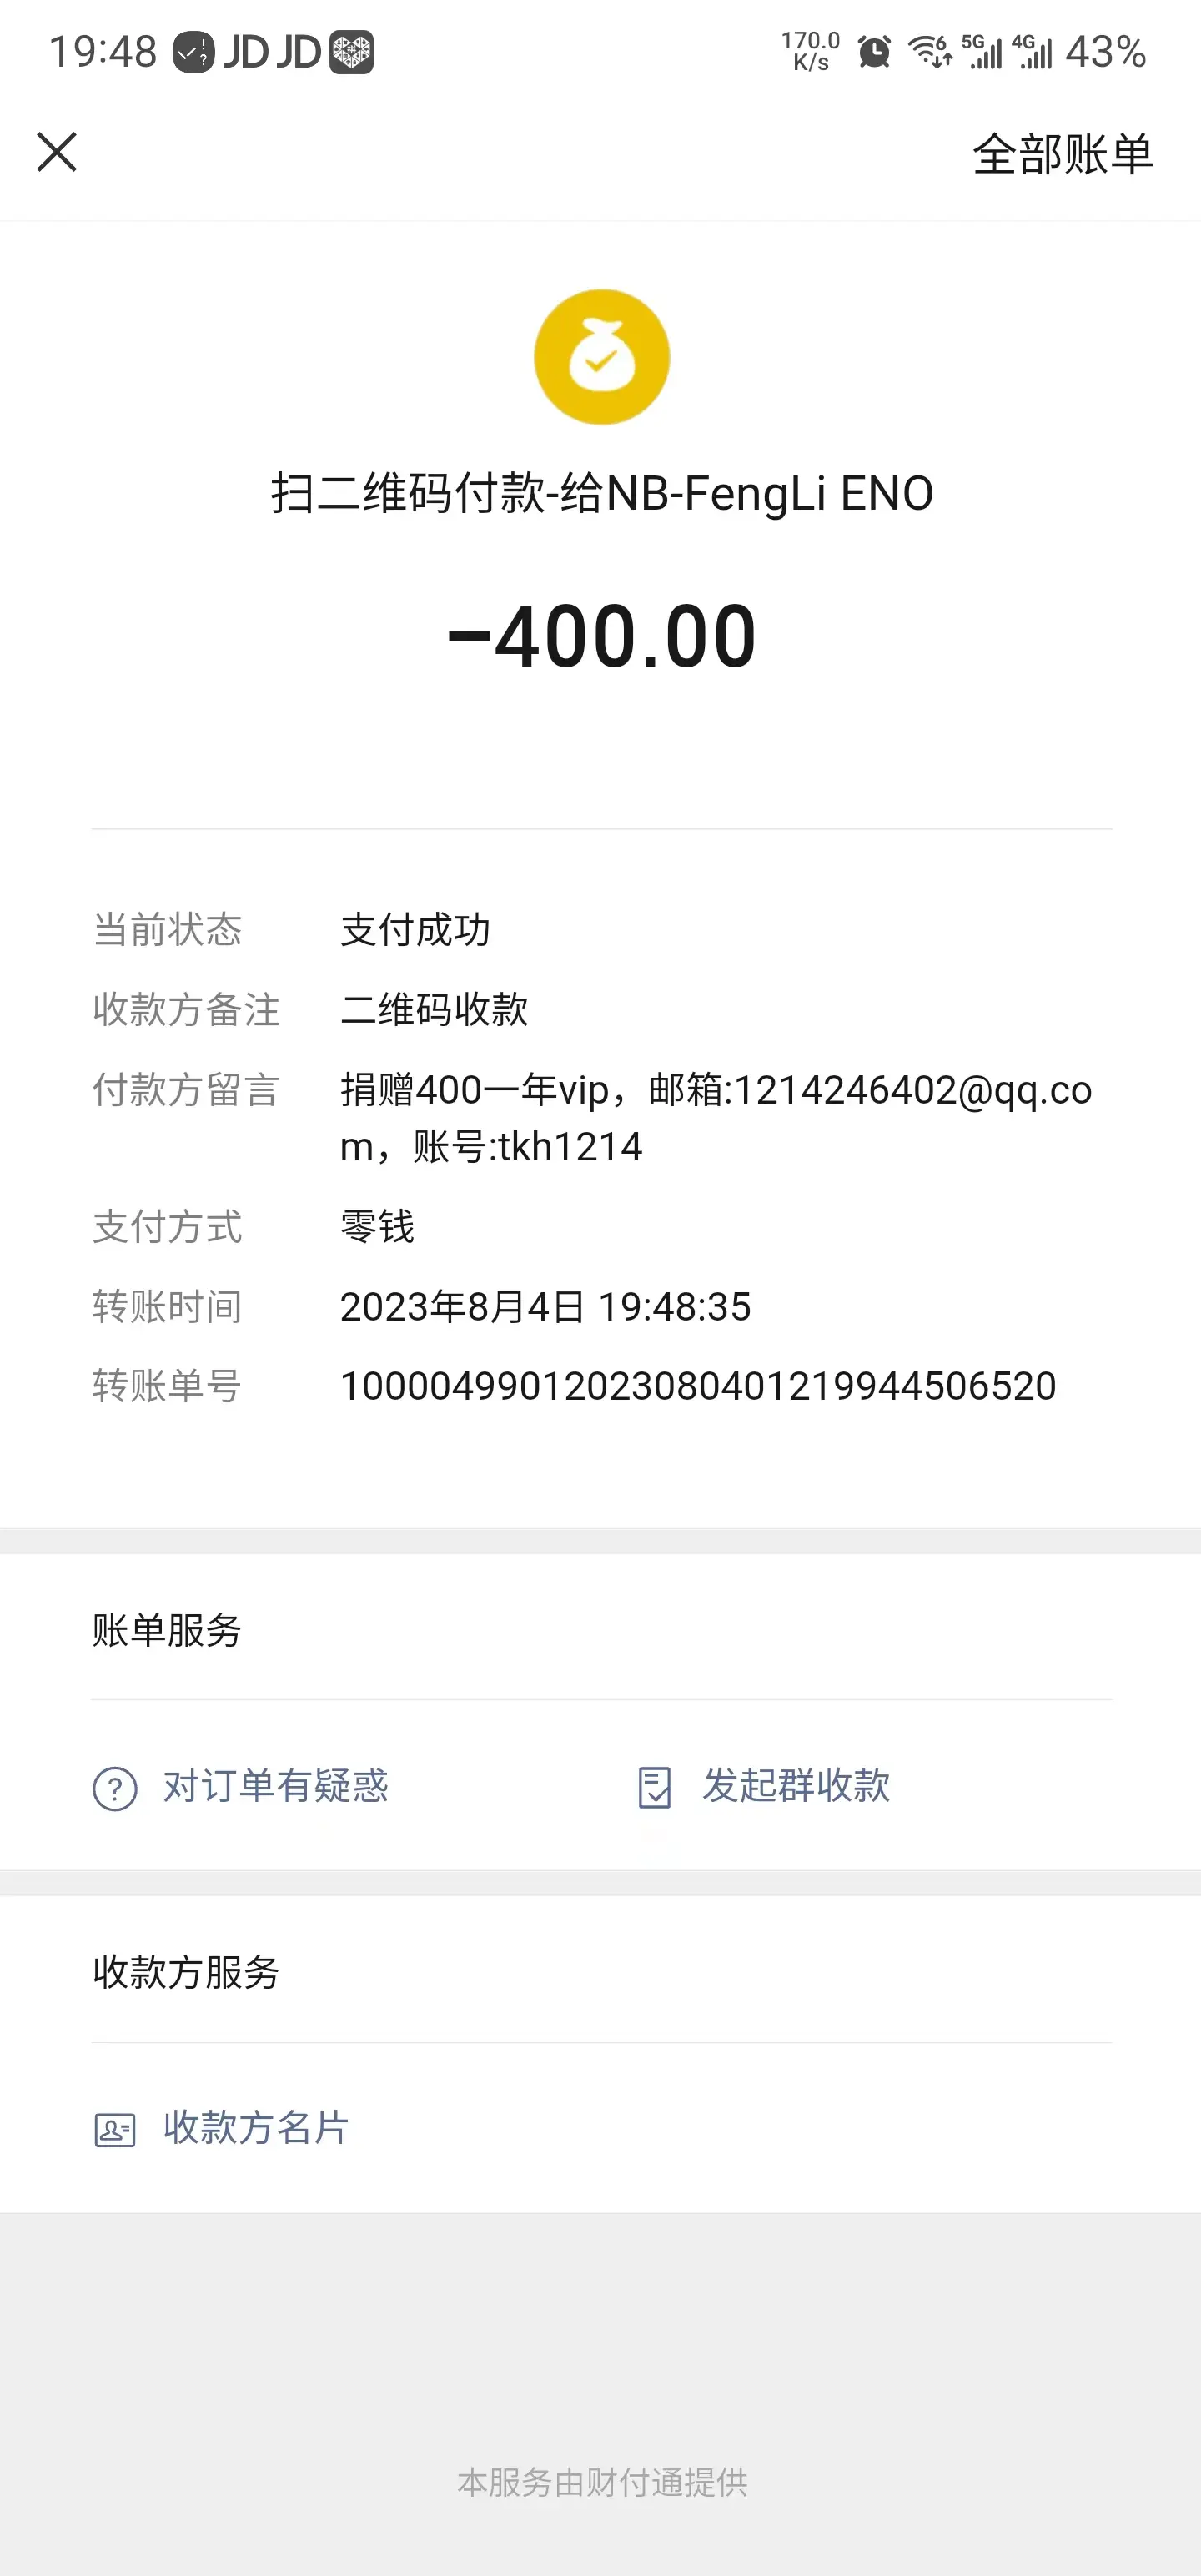 19:48 JD JD 170.0 K/s 6 5G 4G 43%
全部账单
扫二维码付款-给NB-FengLi ENO
-400.00
当前状态 支付成功
收款方备注 二维码收款
付款方留言 捐赠400一年vip，邮箱:1214246402@qq.co
m，账号:tkh1214
支付方式 零钱
转账时间 2023年8月4日 19:48:35
转账单号 1000049901202308040121994450652​0
账单服务
对订单有疑惑 发起群收款
收款方服务
收款方名片
本服务由财付通提供